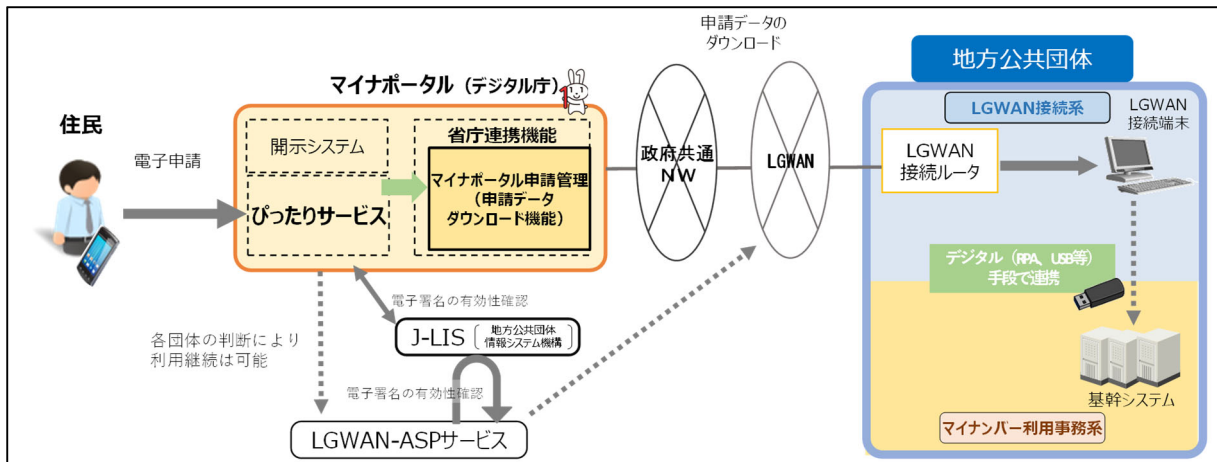 申請データの
ダウンロード
地方公共団体
マイナポータル（デジタル庁）
LGWAN接続系
LGWAN
接続端末
住民
電子申請
開示システム
省庁連携機能
マイナポータル申請管理
（申請データ
ダウンロード機能）
ぴったりサービス
政府共通
NW
LGWAN
LGWAN
接続ルータ
デジタル（RPA、USB等）
手段で連携
電子署名の有効性確認
各団体の判断により
利用継続は可能
J-LIS
地方公共団体
情報システム機構
電子署名の有効性確認
LGWAN-ASPサービス
基幹システム
マイナンバー利用事務系